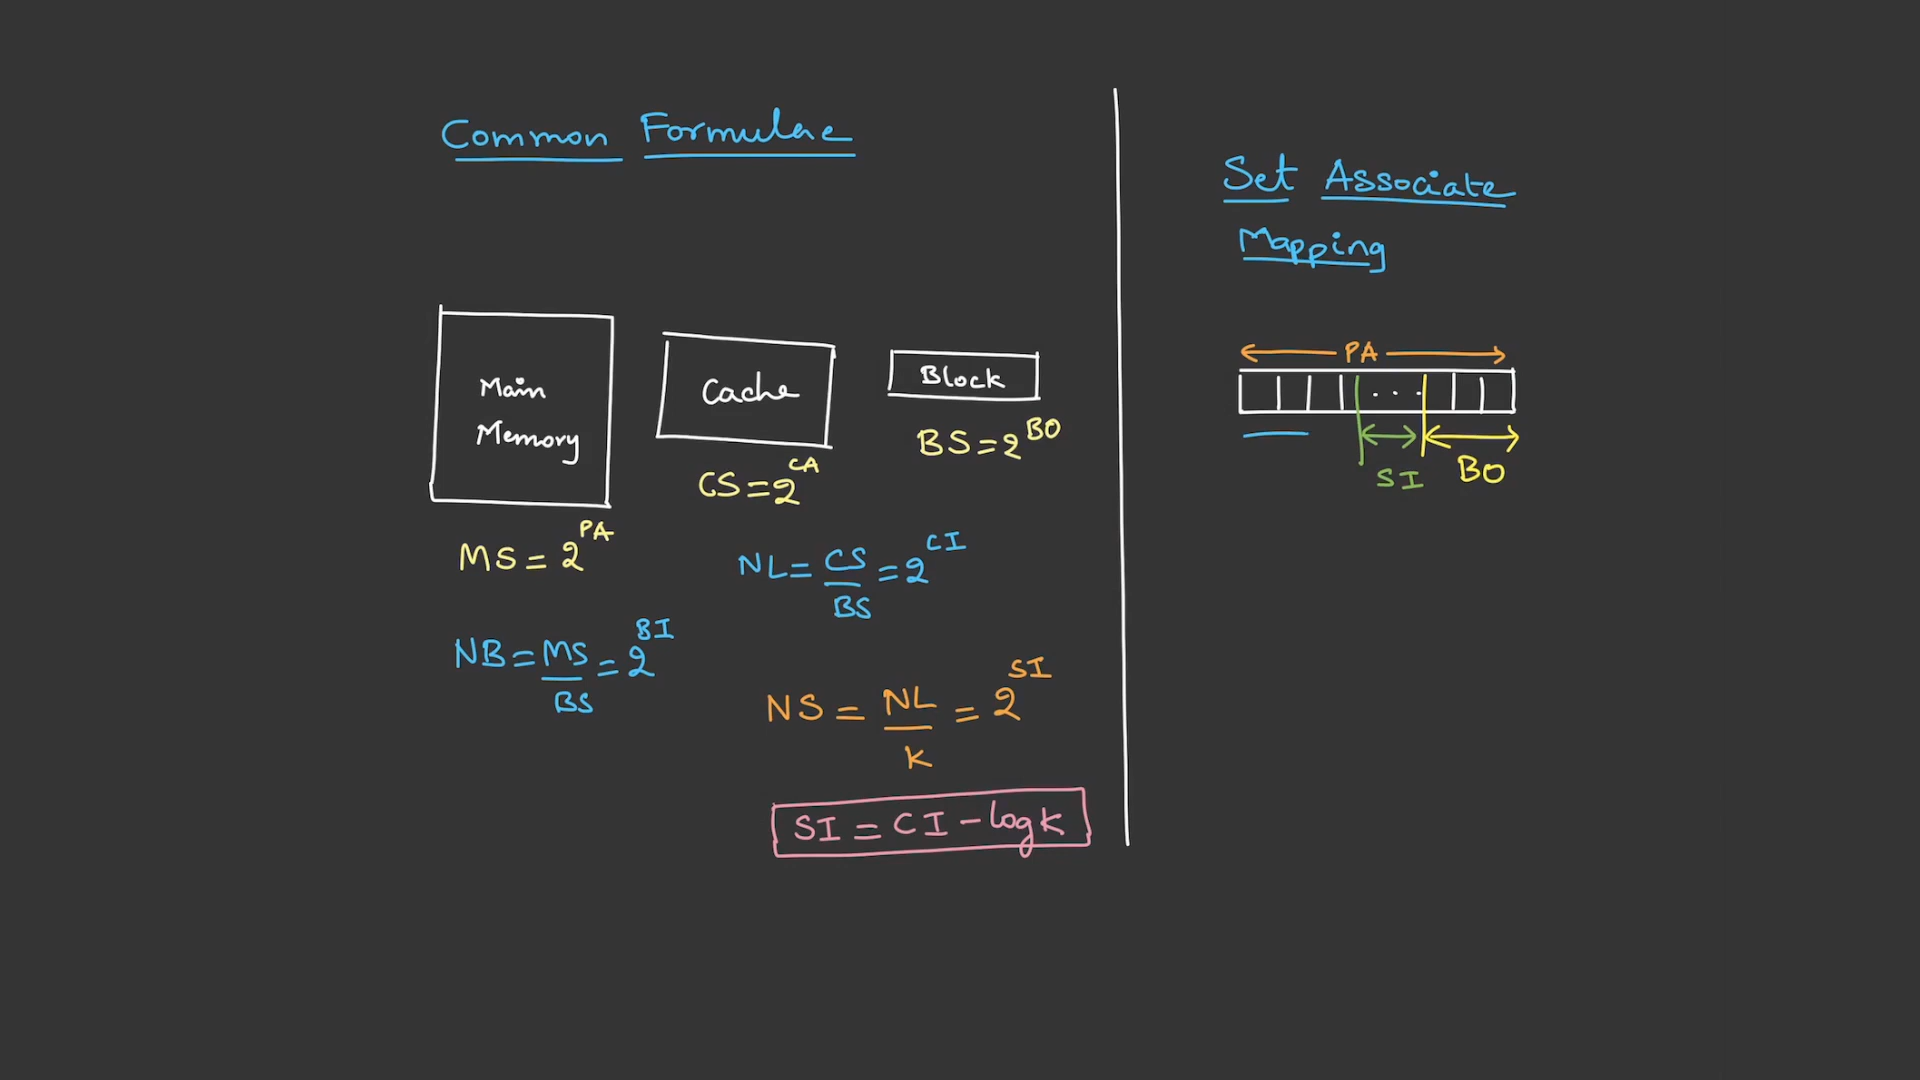 Common Formulae
Main
Memory
MS = 2^PA
NB = MS/BS = 2^BI
Cache
CS = 2^CA
Block
BS = 2^BO
NL = CS/BS = 2^CI
NS = NL/k = 2^SI
SI = CI - log k
Set Associate
Mapping
PA
...
SI
BO